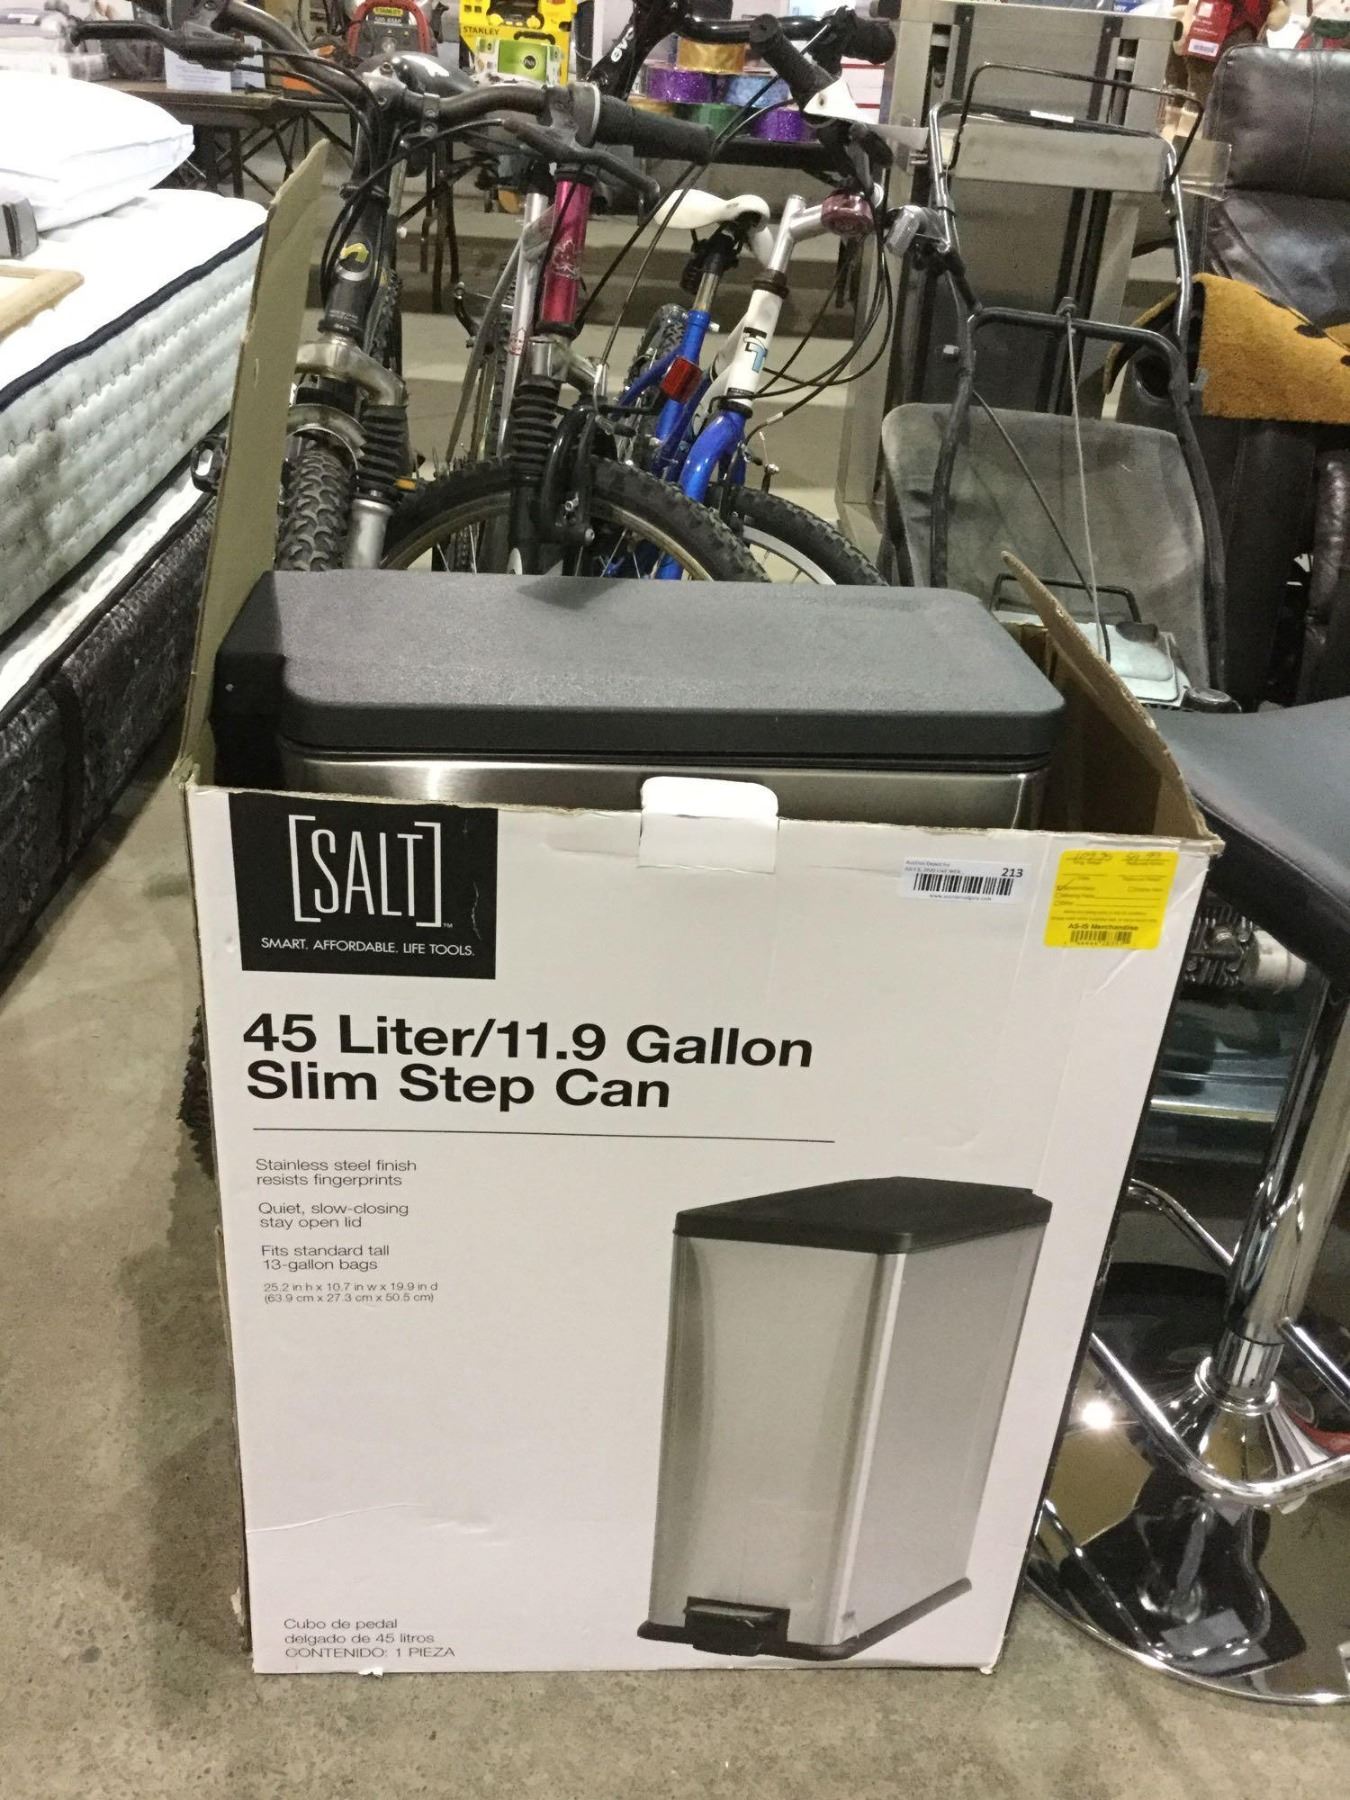 STANLEY
STANLEY
evo
[SALT]™
SMART. AFFORDABLE. LIFE TOOLS.
213
AS-IS Merchandise
45 Liter/11.9 Gallon
Slim Step Can
Stainless steel finish
resists fingerprints
Quiet, slow-closing
stay open lid
Fits standard tall
13-gallon bags
25.2 in h x 10.7 in w x 19.9 in d
(63.9 cm x 27.3 cm x 50.5 cm)
Cubo de pedal
delgado de 45 litros
CONTENIDO: 1 PIEZA